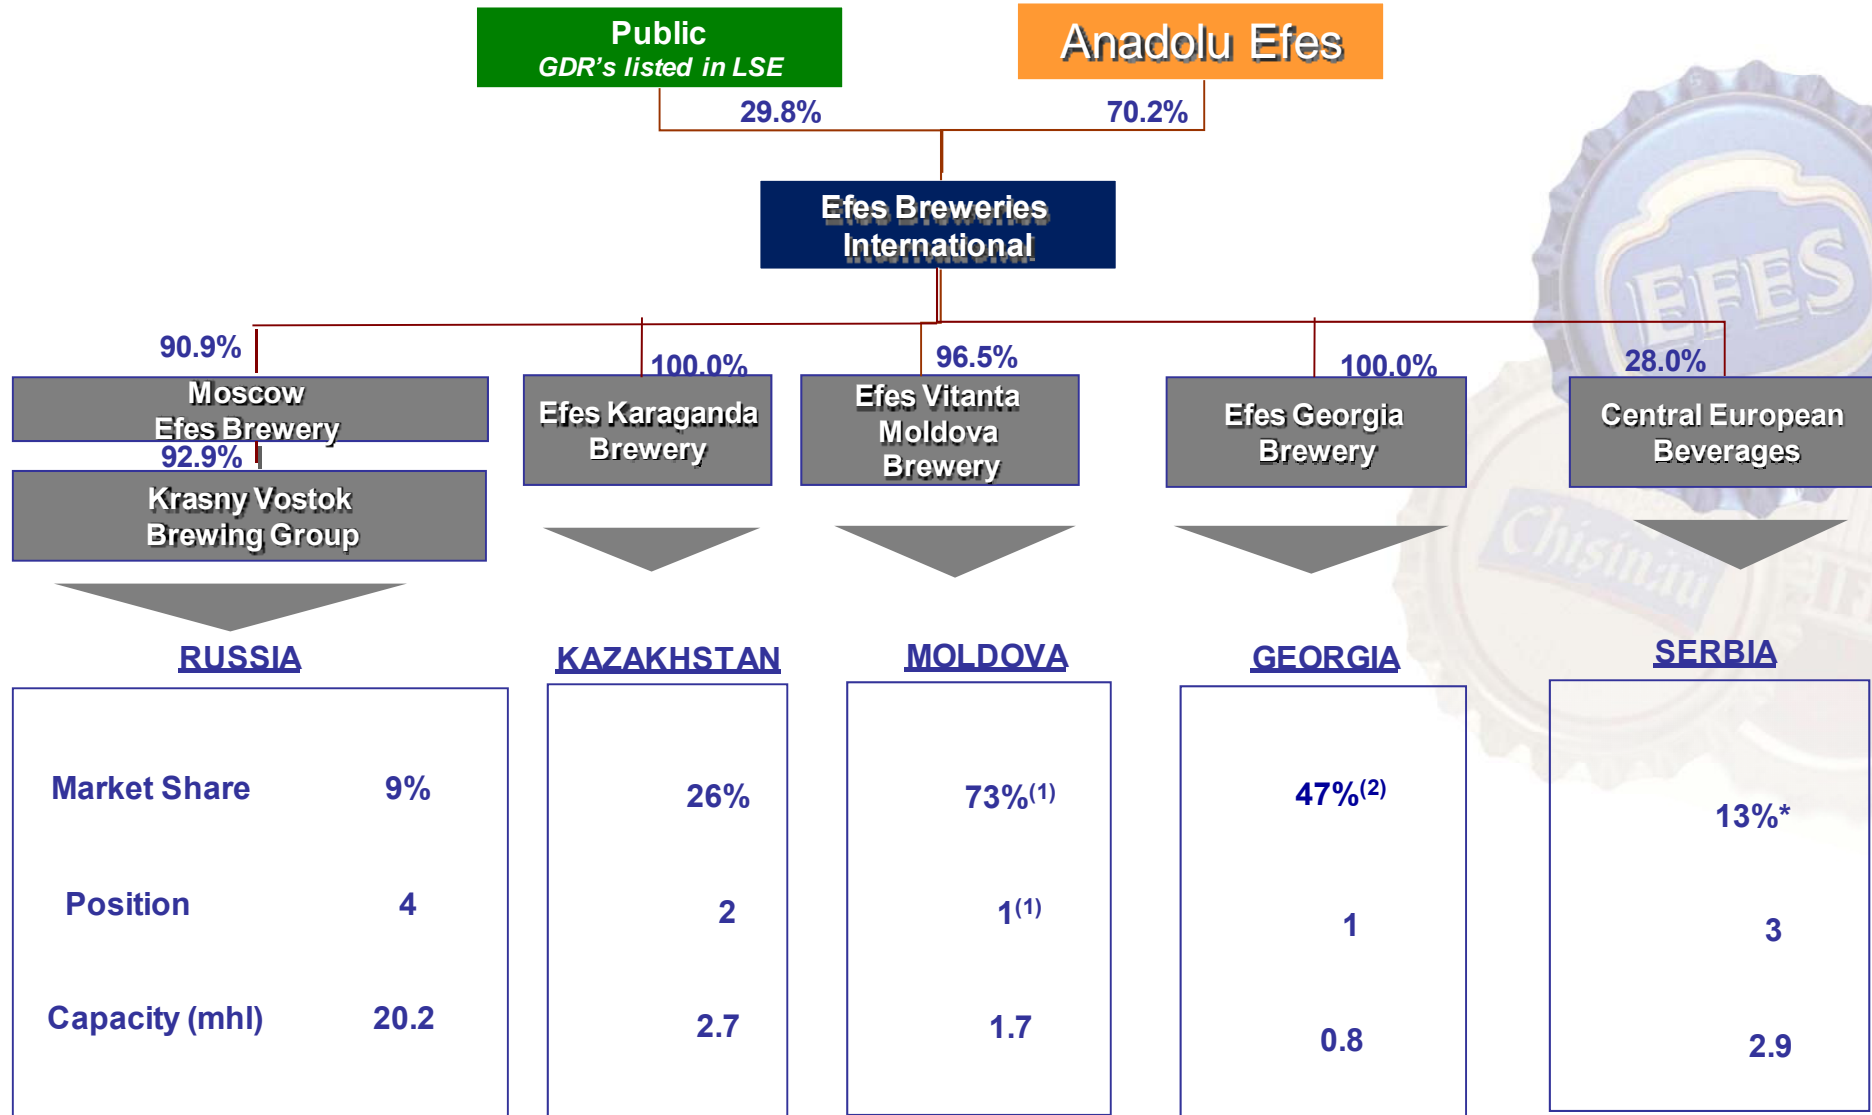 Public
GDR's listed in LSE
Anadolu Efes
29.8%
70.2%
Efes Breweries
International
90.9%
100.0%
96.5%
100.0%
28.0%
Moscow
Efes Brewery
92.9%
Krasny Vostok
Brewing Group
Efes Karaganda
Brewery
Efes Vitanta
Moldova
Brewery
Efes Georgia
Brewery
Central European
Beverages
EFES
Chişinău
RUSSIA
KAZAKHSTAN
MOLDOVA
GEORGIA
SERBIA
Market Share 9% 26% 73%(1) 47%(2) 13%*
Position 4 2 1(1) 1 3
Capacity (mhl) 20.2 2.7 1.7 0.8 2.9